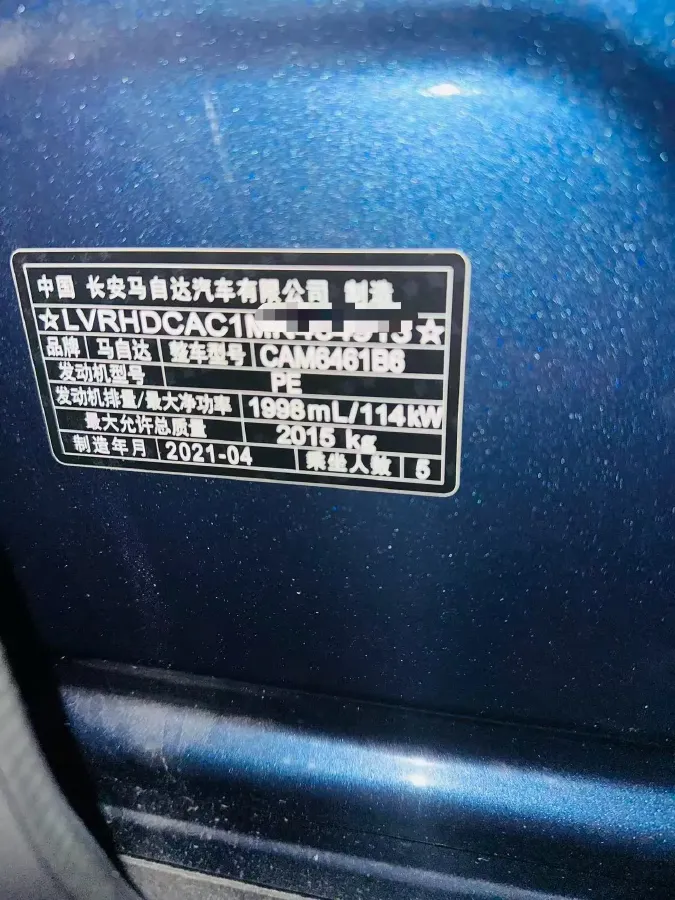 中国 长安马自达汽车有限公司 制造
☆LVRHDCAC1M
品牌 马自达 整车型号 CAM6461B6
发动机型号 PE
发动机排量/最大净功率 1998mL/114kW
最大允许总质量 2015 kg
制造年月 2021-04 乘坐人数 5